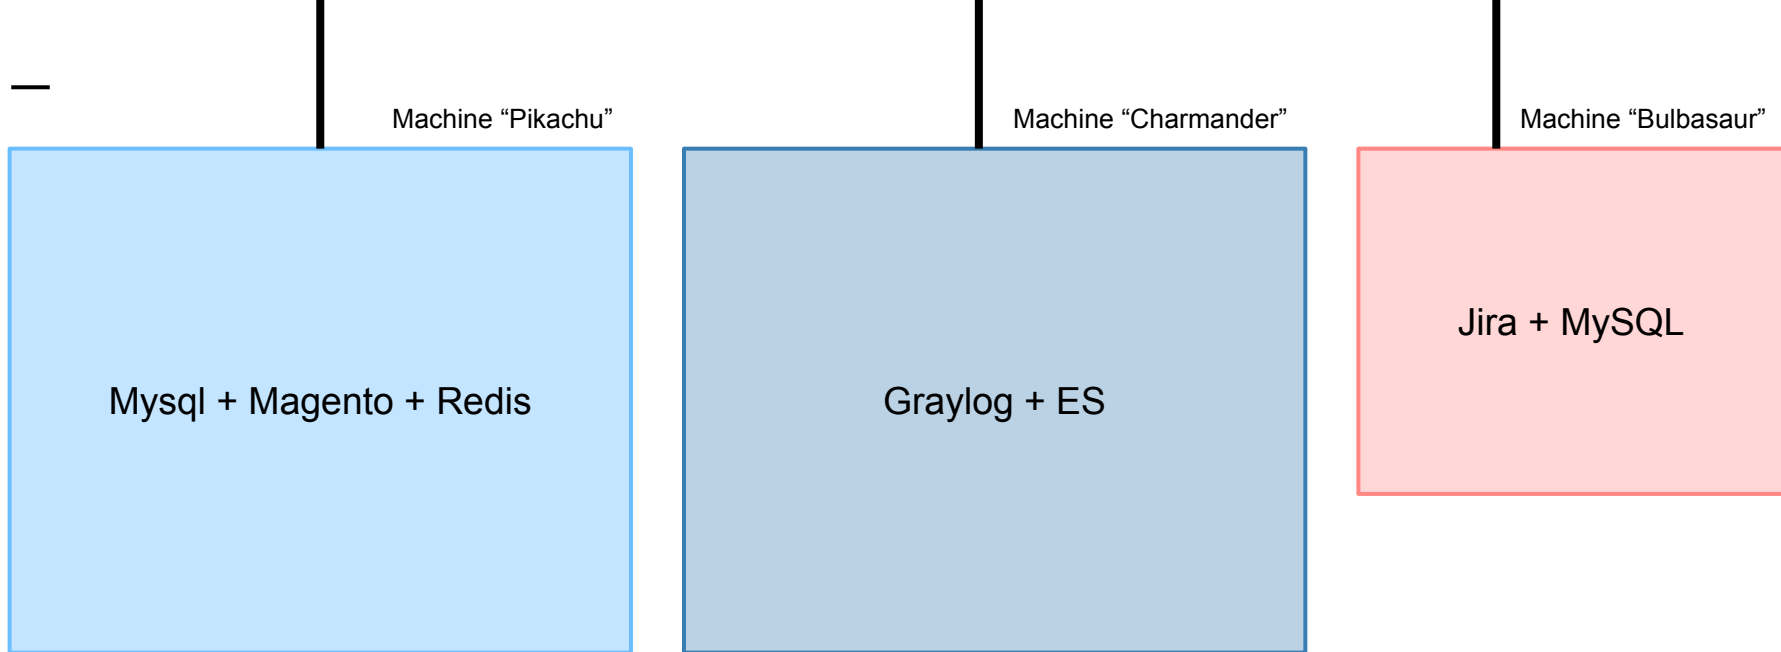 Machine “Pikachu”
Machine “Charmander”
Machine “Bulbasaur”
Mysql + Magento + Redis
Graylog + ES
Jira + MySQL